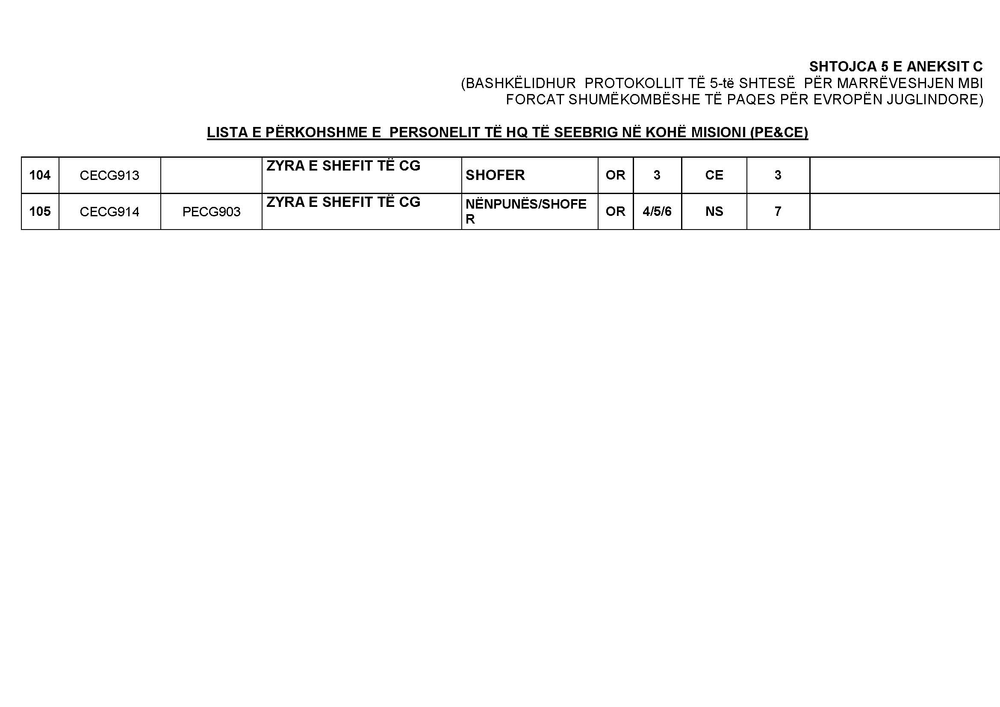 SHTOJCA 5 E ANEKSIT C
(BASHKËLIDHUR  PROTOKOLLIT TË 5-të SHTESË  PËR MARRËVESHJEN MBI
FORCAT SHUMËKOMBËSHE TË PAQES PËR EVROPËN JUGLINDORE)
LISTA E PËRKOHSHME E  PERSONELIT TË HQ TË SEEBRIG NË KOHË MISIONI (PE&CE)
104 CECG913 ZYRA E SHEFIT TË CG SHOFER OR 3 CE 3
105 CECG914 PECG903 ZYRA E SHEFIT TË CG NËNPUNËS/SHOFE OR 4/5/6 NS 7
R